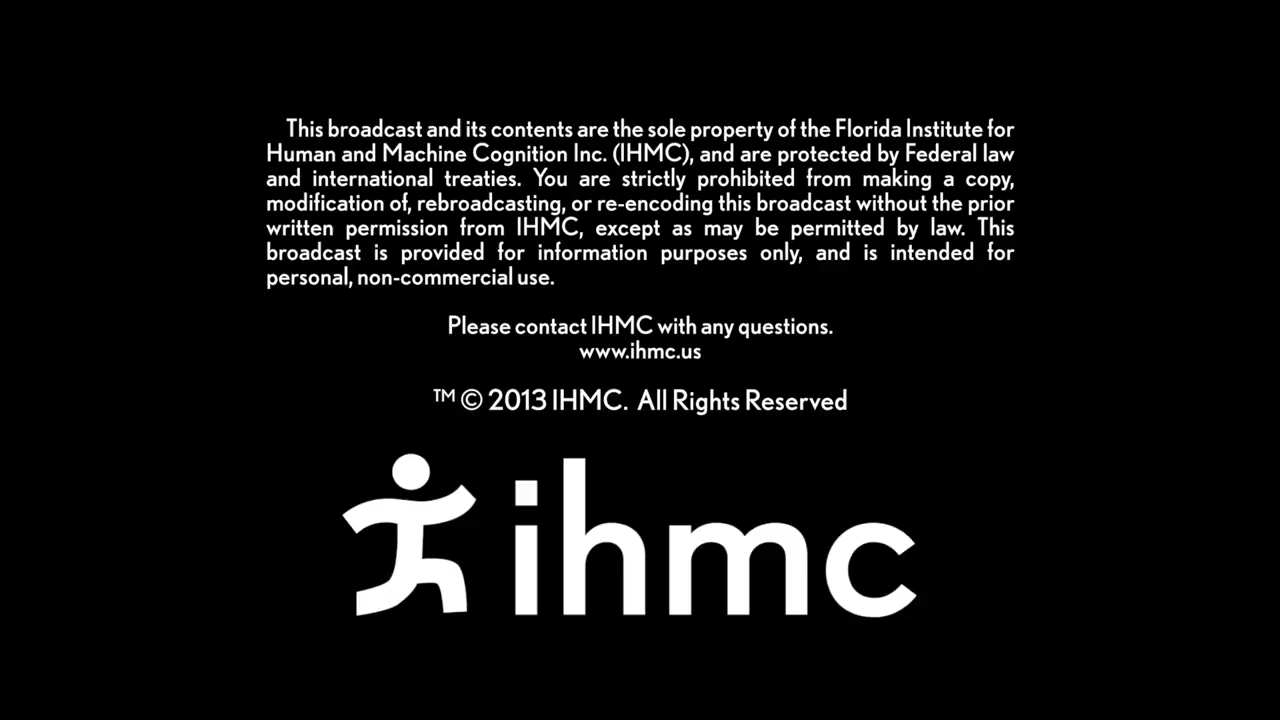 This broadcast and its contents are the sole property of the Florida Institute for
Human and Machine Cognition Inc. (IHMC), and are protected by Federal law
and international treaties. You are strictly prohibited from making a copy,
modification of, rebroadcasting, or re-encoding this broadcast without the prior
written permission from IHMC, except as may be permitted by law. This
broadcast is provided for information purposes only, and is intended for
personal, non-commercial use.
Please contact IHMC with any questions.
www.ihmc.us
™ © 2013 IHMC. All Rights Reserved
ihmc